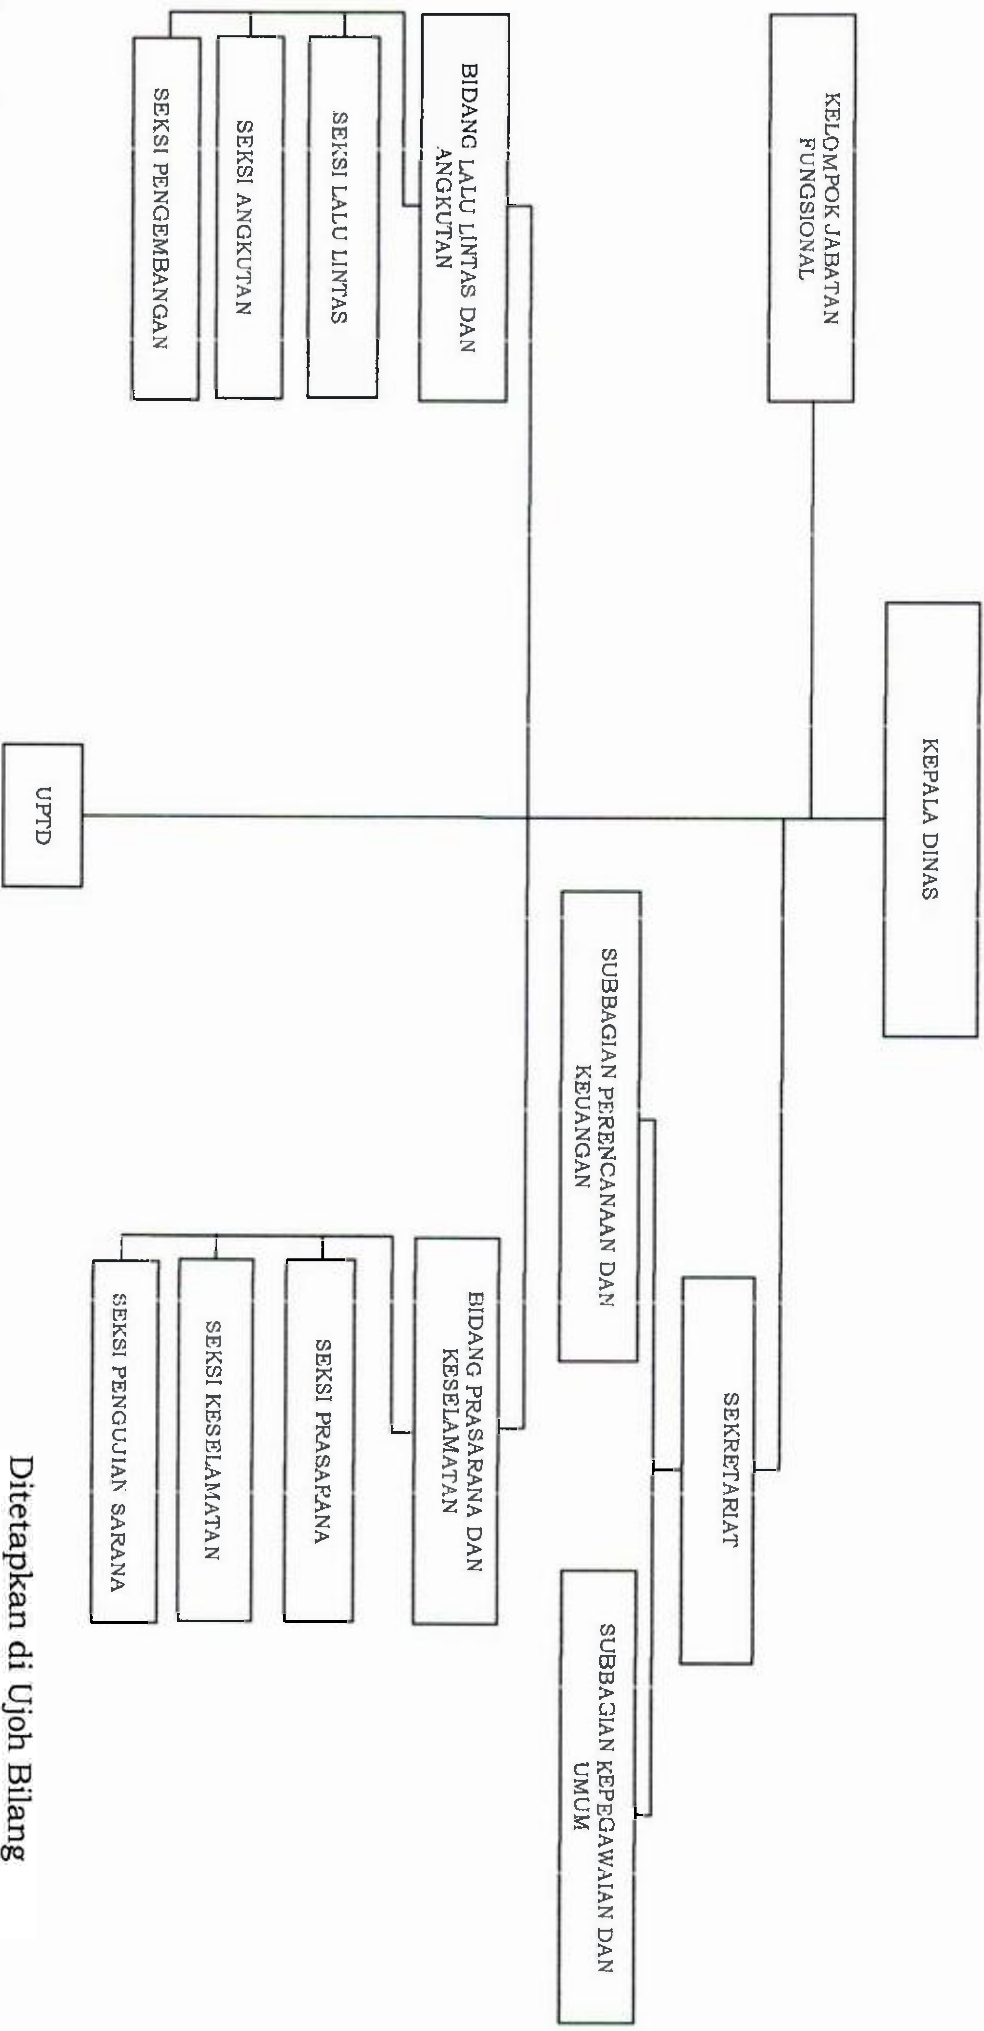 KEPALA DINAS
KELOMPOK JABATAN
FUNGSIONAL
SEKRETARIAT
SUBBAGIAN PERENCANAAN DAN
KEUANGAN
SUBBAGIAN KEPEGAWAIAN DAN
UMUM
BIDANG LALU LINTAS DAN
ANGKUTAN
SEKSI LALU LINTAS
SEKSI ANGKUTAN
SEKSI PENGEMBANGAN
BIDANG PRASARANA DAN
KESELAMATAN
SEKSI PRASARANA
SEKSI KESELAMATAN
SEKSI PENGUJIAN SARANA
UPTD
Ditetapkan di Ujoh Bilang